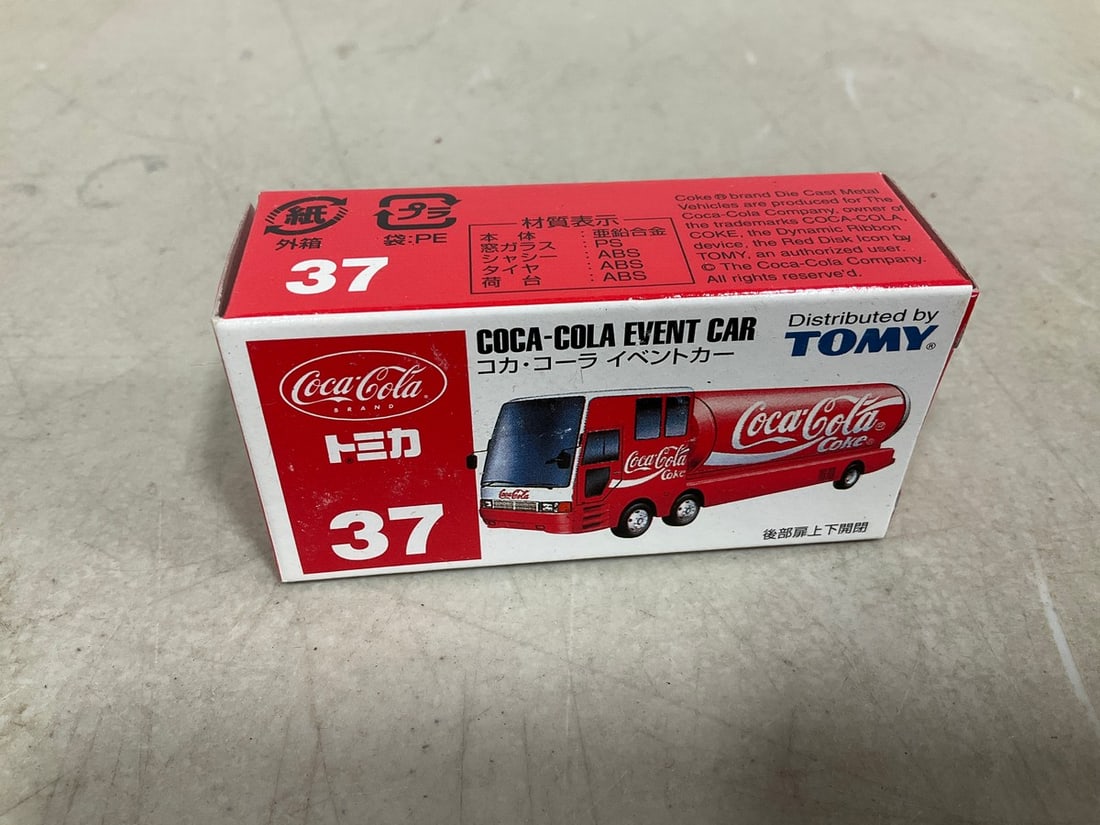 紙
外箱
プラ
袋:PE
37
材質表示
本体 : 亜鉛合金
窓ガラス : PS
シャシー : ABS
タイヤ : ABS
荷台 : ABS
Coke®brand Die Cast Metal
Vehicles are produced for The
Coca-Cola Company, owner of
the trademarks COCA-COLA,
COKE, the Dynamic Ribbon
device, the Red Disk Icon by
TOMY, an authorized user.
© The Coca-Cola Company.
All rights reserve'd.
Coca-Cola®
BRAND
トミカ
37
COCA-COLA EVENT CAR
コカ・コーラ イベントカー
Distributed by
TOMY®
Coca-Cola
Coca-Cola
Coke
Coca-Cola®
Coke®
後部扉上下開閉